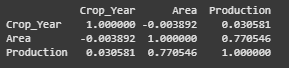 Crop_Year Area Production
Crop_Year 1.000000 -0.003892 0.030581
Area -0.003892 1.000000 0.770546
Production 0.030581 0.770546 1.000000